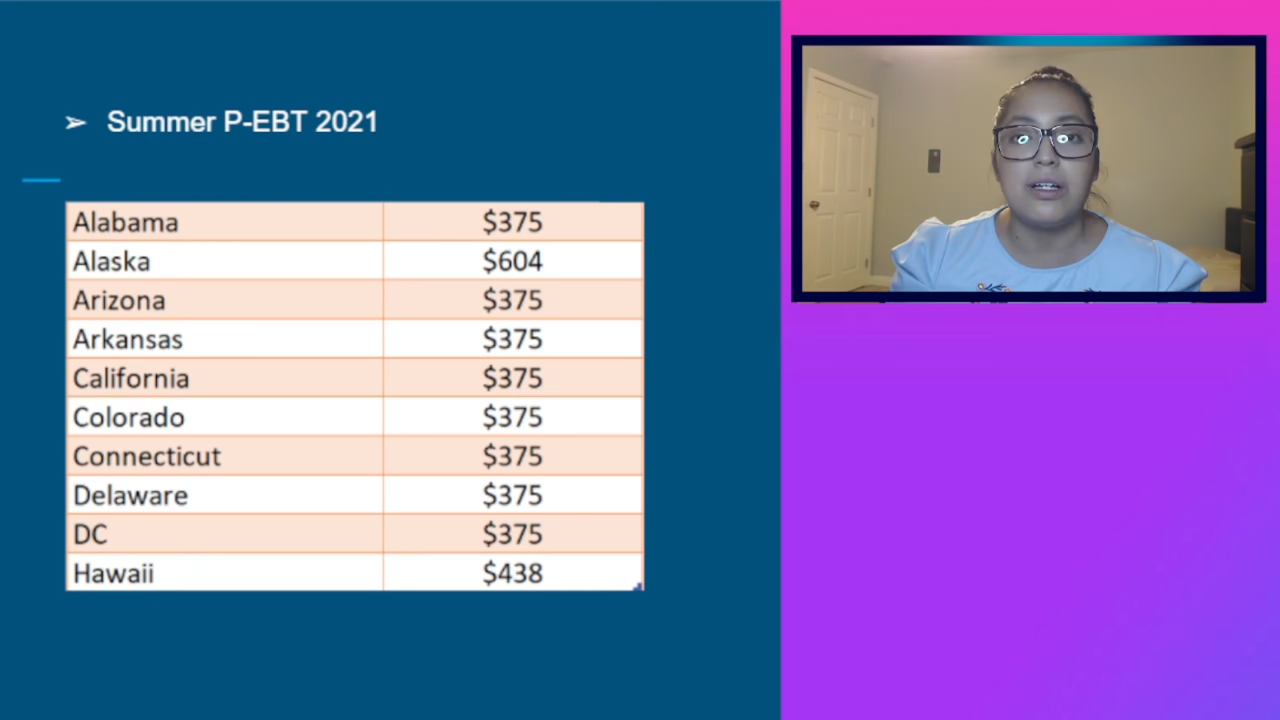 ➢ Summer P-EBT 2021
Alabama $375
Alaska $604
Arizona $375
Arkansas $375
California $375
Colorado $375
Connecticut $375
Delaware $375
DC $375
Hawaii $438